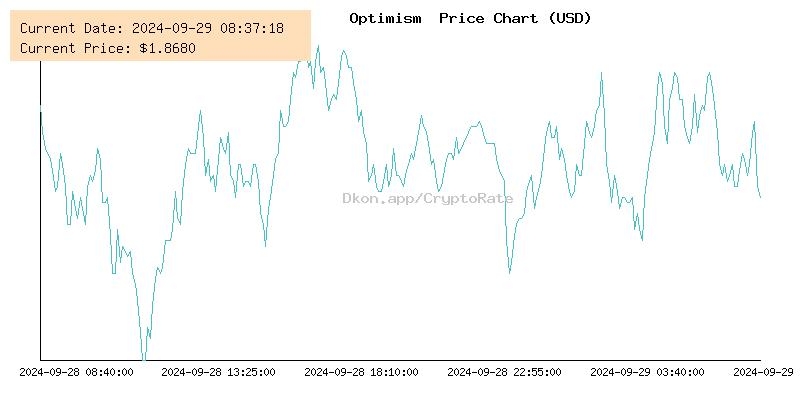 Optimism  Price Chart (USD)
Current Date: 2024-09-29 08:37:18
Current Price: $1.8680
Dkon.app/CryptoRate
2024-09-28 08:40:00 2024-09-28 13:25:00 2024-09-28 18:10:00 2024-09-28 22:55:00 2024-09-29 03:40:00 2024-09-29